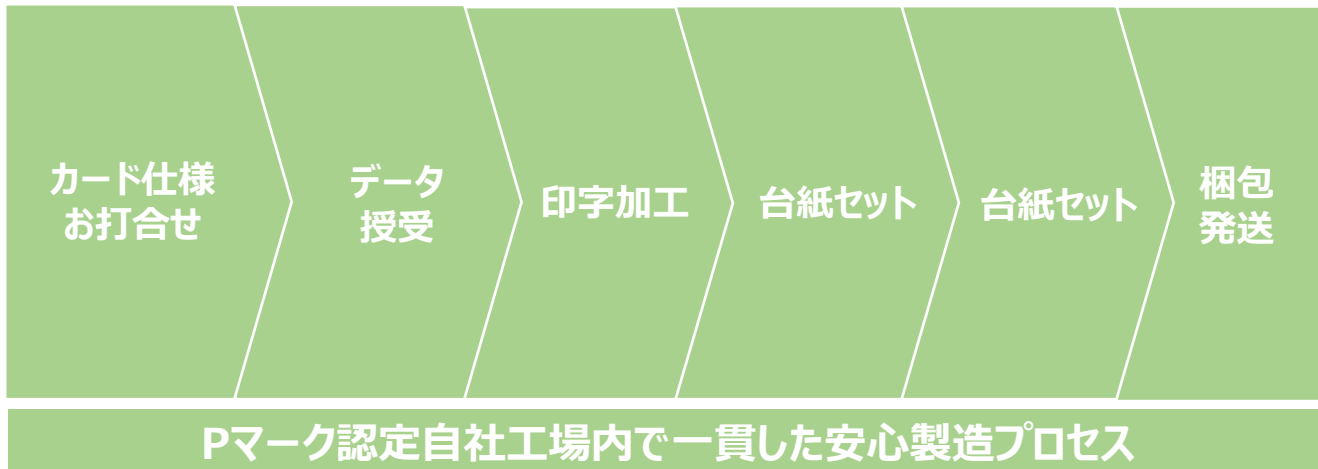 カード仕様
お打合せ
データ
授受
印字加工
台紙セット
台紙セット
梱包
発送
Pマーク認定自社工場内で一貫した安心製造プロセス